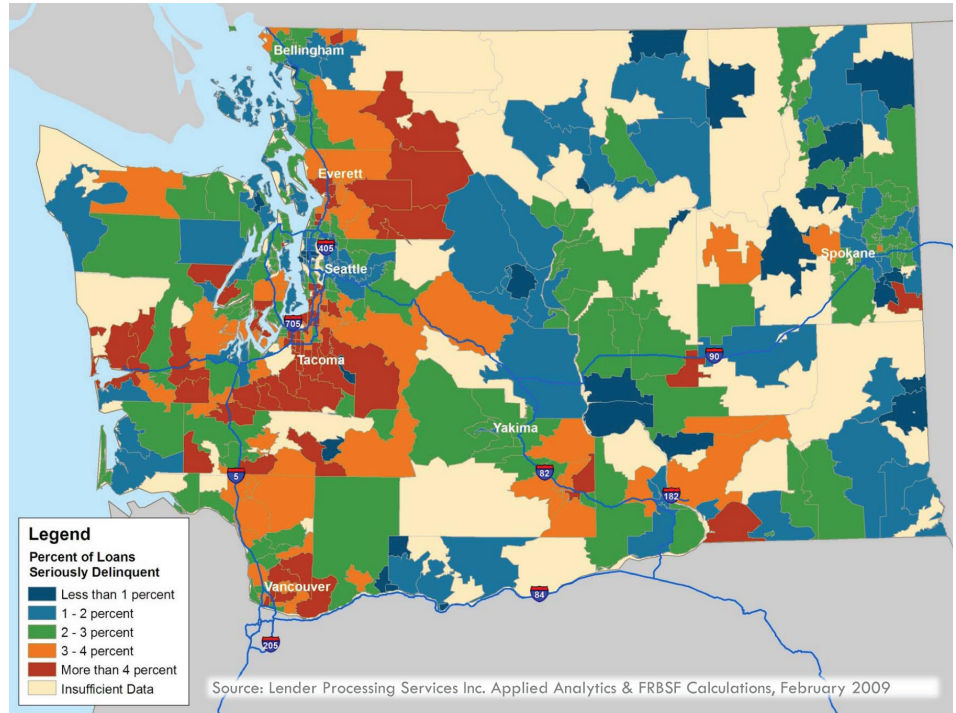 Bellingham
Everett
405
Seattle
Spokane
705
90
Tacoma
Yakima
5
82
182
Legend
Percent of Loans
Seriously Delinquent
Less than 1 percent
1 - 2 percent
2 - 3 percent
3 - 4 percent
More than 4 percent
Insufficient Data
Vancouver
84
205
Source: Lender Processing Services Inc. Applied Analytics & FRBSF Calculations, February 2009